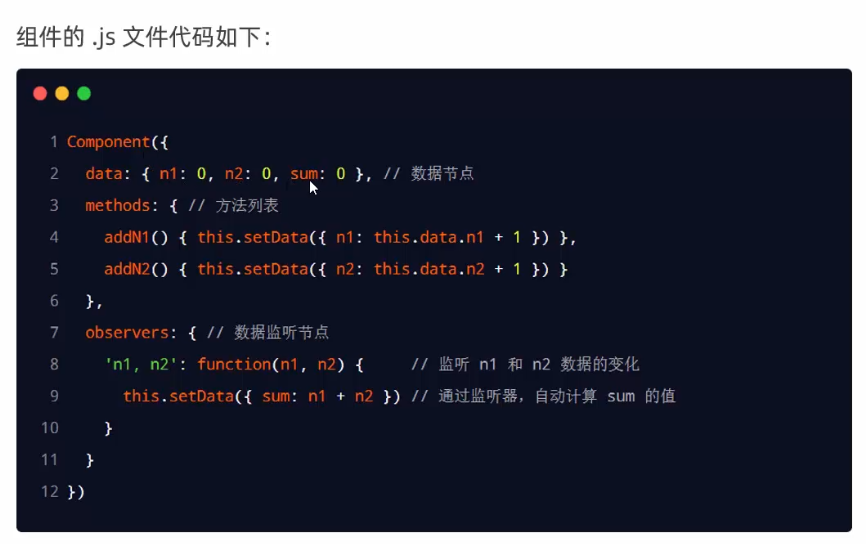 组件的 .js 文件代码如下：
1 Component({
2   data: { n1: 0, n2: 0, sum: 0 }, // 数据节点
3   methods: { // 方法列表
4     addN1() { this.setData({ n1: this.data.n1 + 1 }) },
5     addN2() { this.setData({ n2: this.data.n2 + 1 }) }
6   },
7   observers: { // 数据监听节点
8     'n1, n2': function(n1, n2) {     // 监听 n1 和 n2 数据的变化
9       this.setData({ sum: n1 + n2 }) // 通过监听器，自动计算 sum 的值
10     }
11   }
12 })